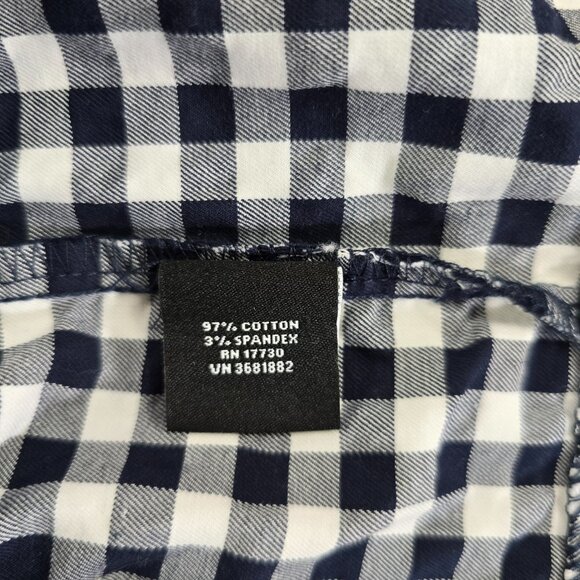 97% COTTON
3% SPANDEX
RN 17730
VN 3681882